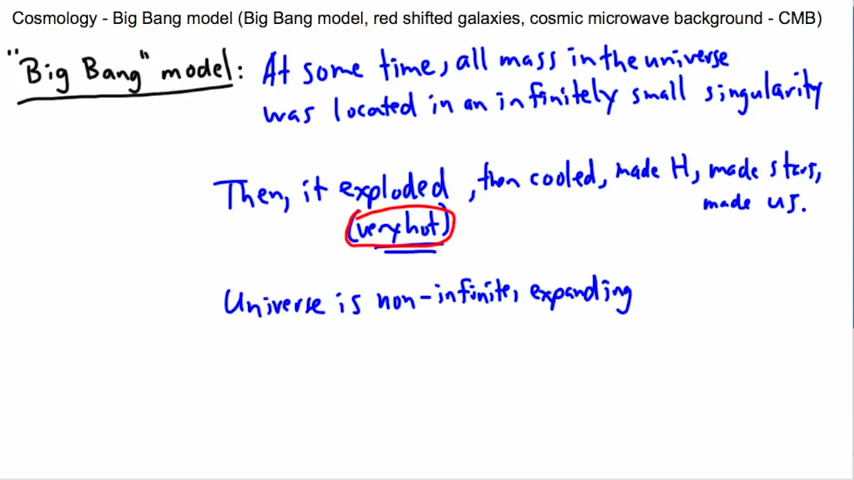 Cosmology - Big Bang model (Big Bang model, red shifted galaxies, cosmic microwave background - CMB)
"Big Bang" model: At some time, all mass in the universe
was located in an infinitely small singularity
Then, it exploded, then cooled, made H, made stars,
(very hot) made us.
Universe is non-infinite, expanding